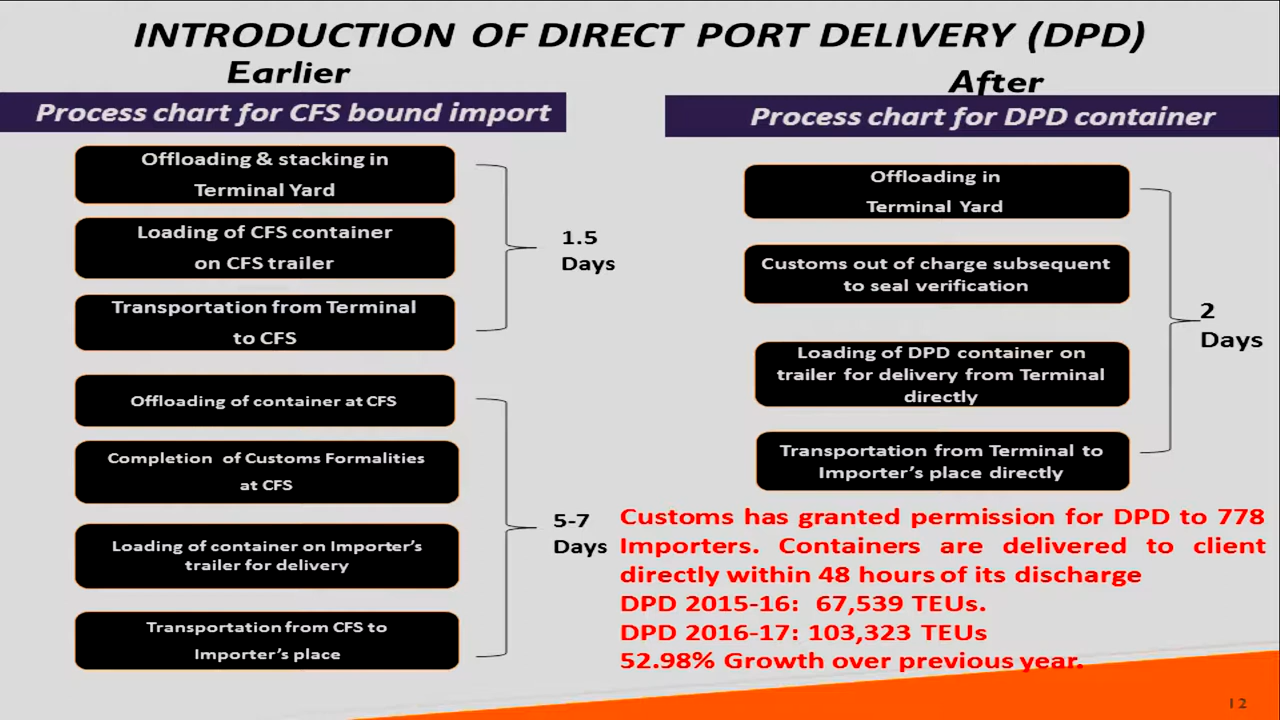 INTRODUCTION OF DIRECT PORT DELIVERY (DPD)
Earlier
Process chart for CFS bound import
Offloading & stacking in
Terminal Yard
Loading of CFS container
on CFS trailer
Transportation from Terminal
to CFS
1.5
Days
Offloading of container at CFS
Completion of Customs Formalities
at CFS
Loading of container on Importer's
trailer for delivery
Transportation from CFS to
Importer's place
5-7
Days
After
Process chart for DPD container
Offloading in
Terminal Yard
Customs out of charge subsequent
to seal verification
Loading of DPD container on
trailer for delivery from Terminal
directly
Transportation from Terminal to
Importer's place directly
2
Days
Customs has granted permission for DPD to 778
Importers. Containers are delivered to client
directly within 48 hours of its discharge
DPD 2015-16: 67,539 TEUs.
DPD 2016-17: 103,323 TEUs
52.98% Growth over previous year.
12